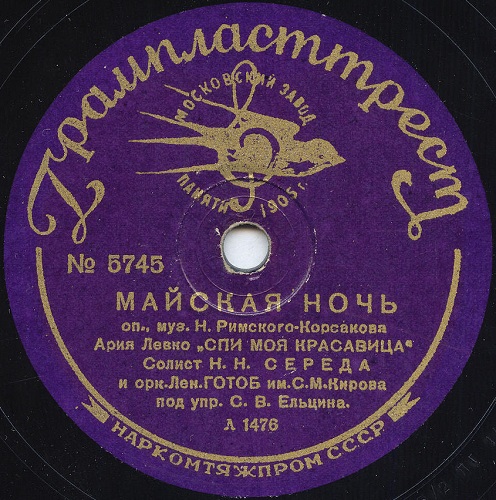 Грампласттрест
МОСКОВСКИЙ ЗАВОД
ПАМЯТИ 1905 г.
№ 5745
МАЙСКАЯ НОЧЬ
оп., муз. Н. Римского-Корсакова
Ария Левко „СПИ МОЯ КРАСАВИЦА“
Солист Н. Н. СЕРЕДА
и орк. Лен. ГОТОБ им. С. М. Кирова
под упр. С. В. Ельцина.
Л 1476
НАРКОМТЯЖПРОМ СССР